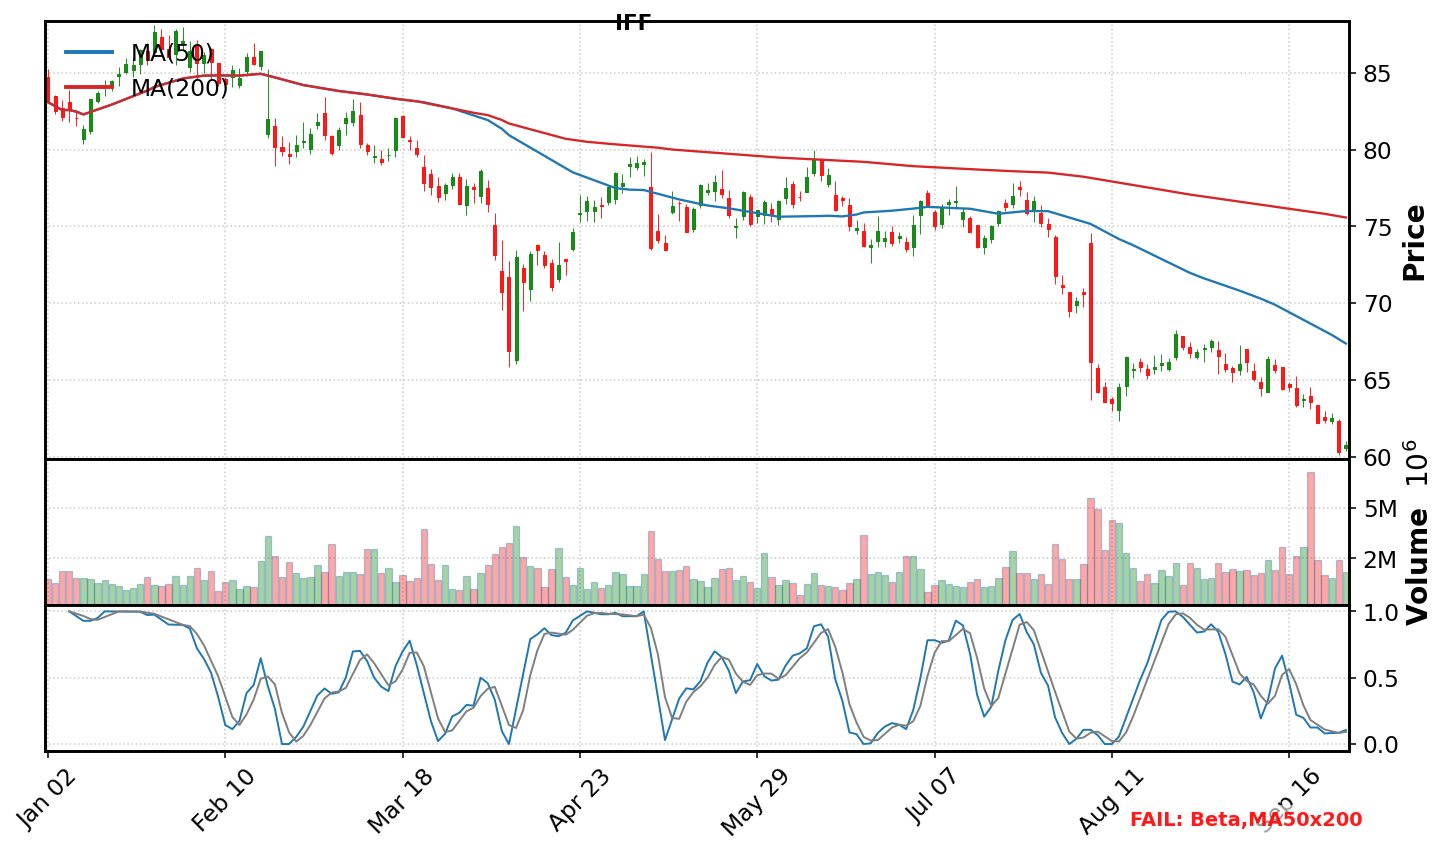 IFF
MA(50)
MA(200)
85
80
75
70
65
60
Price
10^6
5M
2M
Volume
1.0
0.5
0.0
Jan 02
Feb 10
Mar 18
Apr 23
May 29
Jul 07
Aug 11
Sep 16
FAIL: Beta,MA50x200